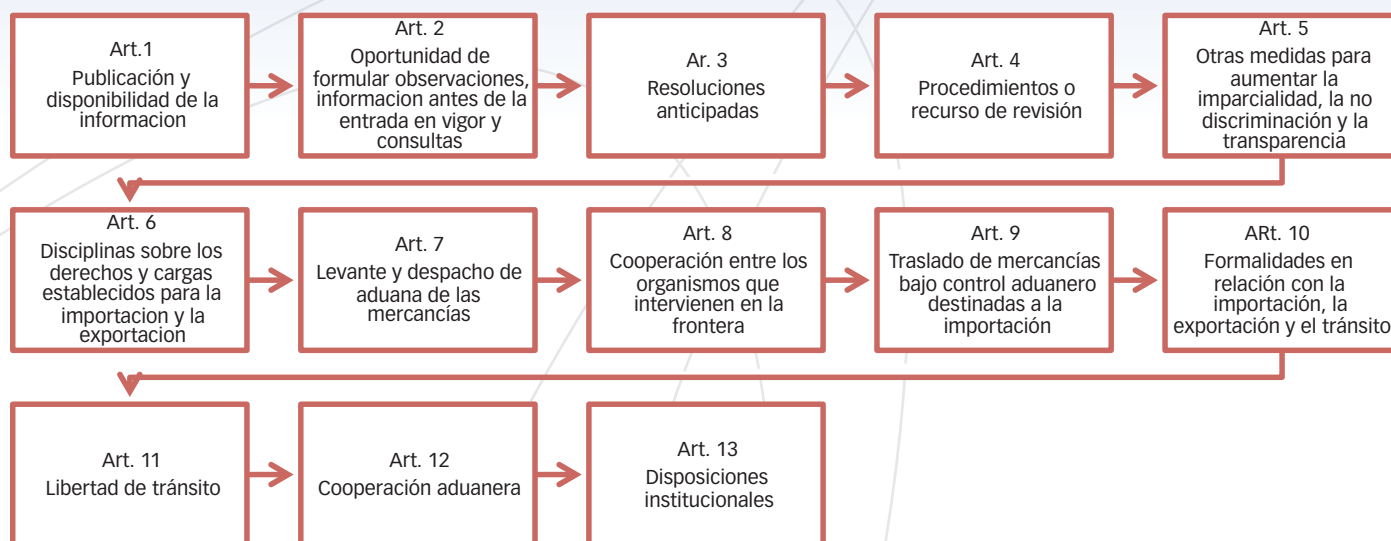 Art.1
Publicación y
disponibilidad de la
informacion
Art. 2
Oportunidad de
formular observaciones,
informacion antes de la
entrada en vigor y
consultas
Ar. 3
Resoluciones
anticipadas
Art. 4
Procedimientos o
recurso de revisión
Art. 5
Otras medidas para
aumentar la
imparcialidad, la no
discriminación y la
transparencia
Art. 6
Disciplinas sobre los
derechos y cargas
establecidos para la
importacion y la
exportacion
Art. 7
Levante y despacho de
aduana de las
mercancías
Art. 8
Cooperación entre los
organismos que
intervienen en la
frontera
Art. 9
Traslado de mercancías
bajo control aduanero
destinadas a la
importación
ARt. 10
Formalidades en
relación con la
importación, la
exportación y el tránsito
Art. 11
Libertad de tránsito
Art. 12
Cooperación aduanera
Art. 13
Disposiciones
institucionales